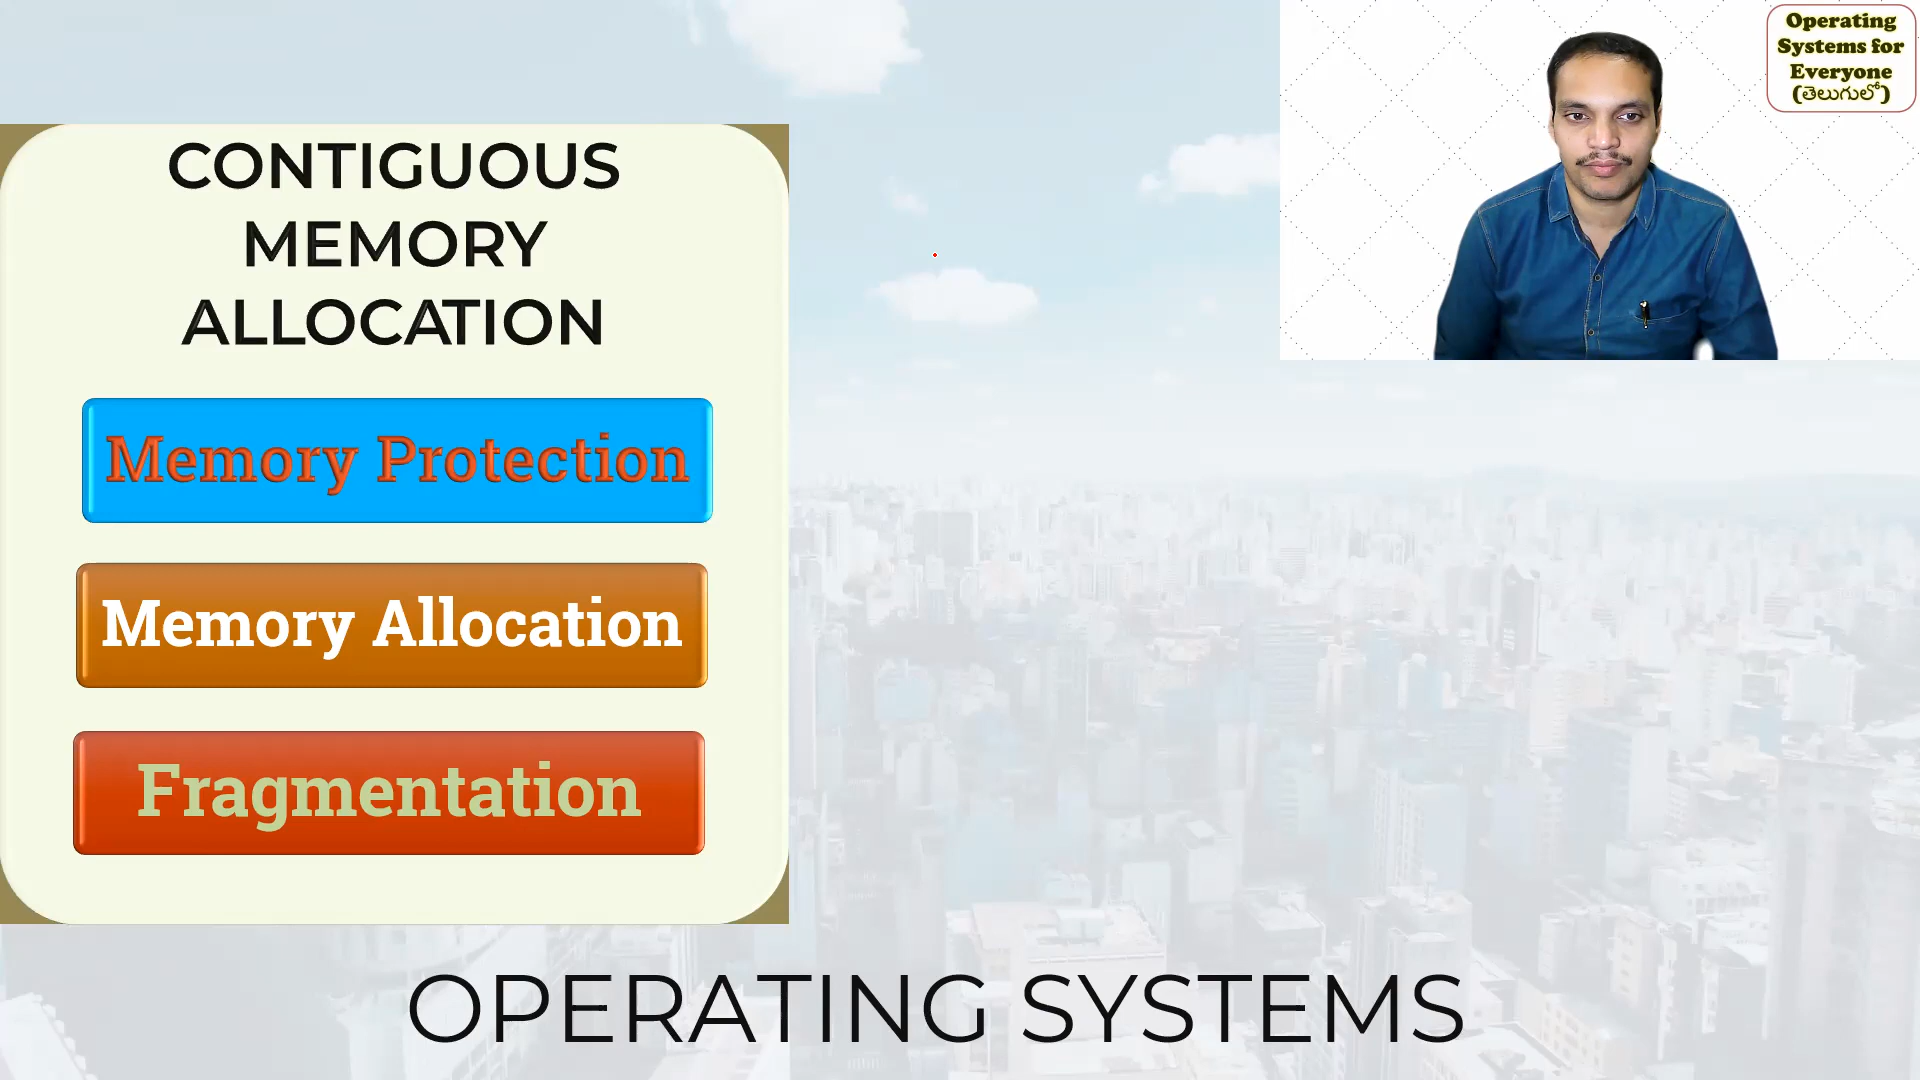 CONTIGUOUS
MEMORY
ALLOCATION
Memory Protection
Memory Allocation
Fragmentation
OPERATING SYSTEMS
Operating
Systems for
Everyone
(తెలుగులో)